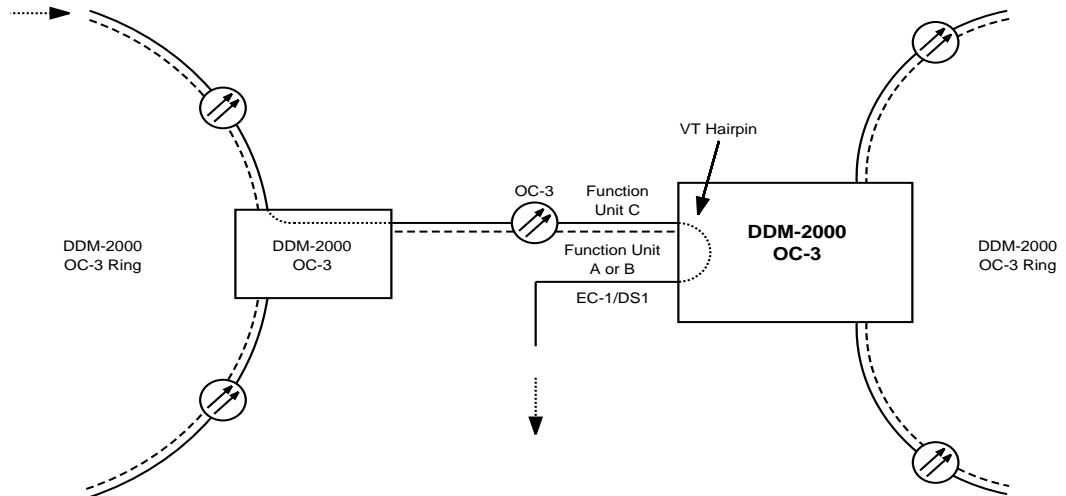 VT Hairpin
OC-3
Function
Unit C
DDM-2000
OC-3 Ring
DDM-2000
OC-3
Function Unit
A or B
EC-1/DS1
DDM-2000
OC-3
DDM-2000
OC-3 Ring